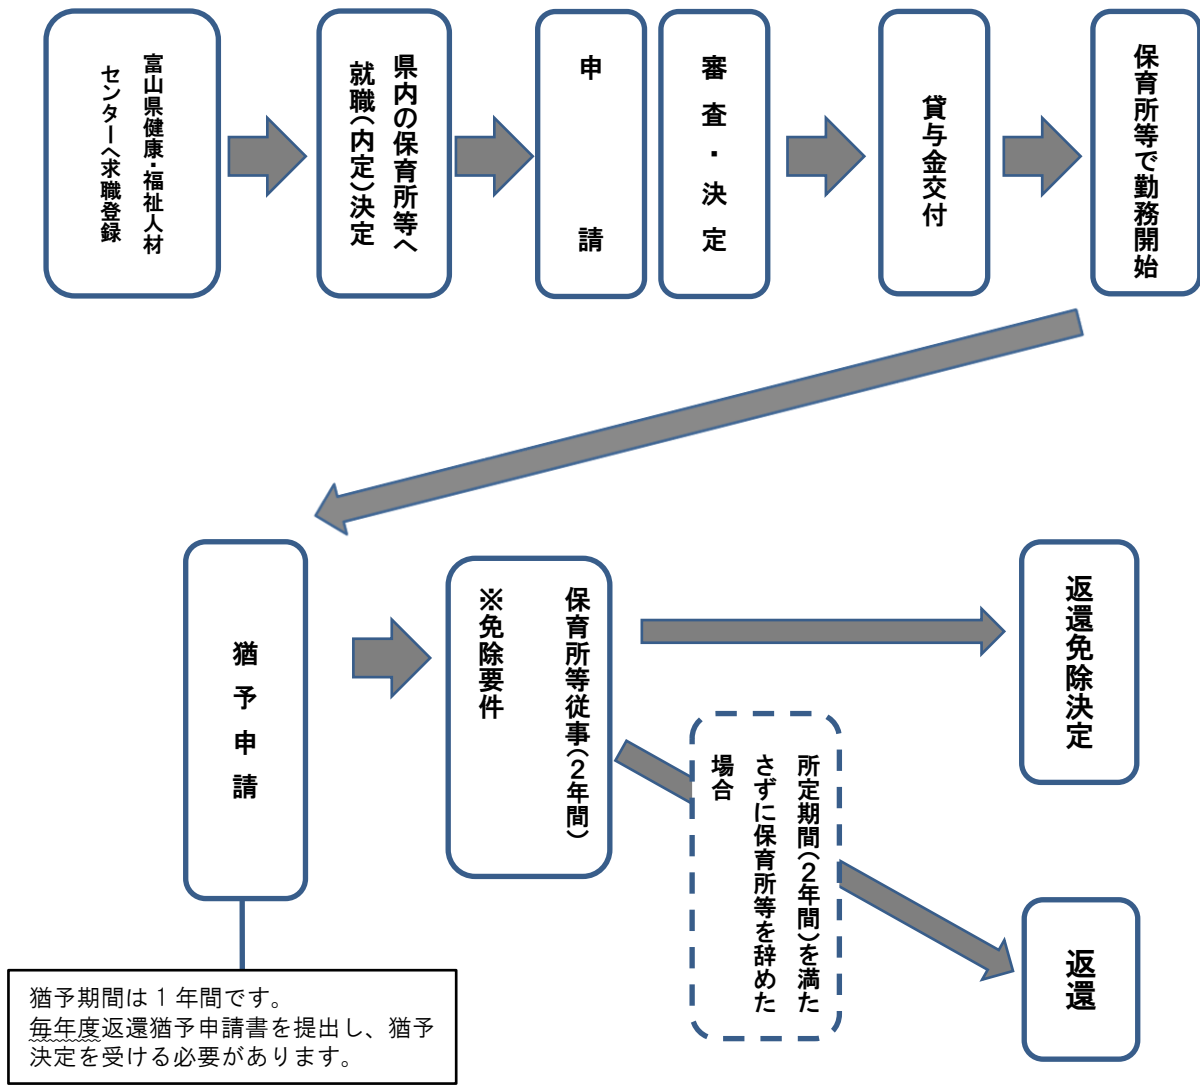 富山県健康・福祉人材
センターへ求職登録
県内の保育所等へ
就職(内定)決定
申請
審査・決定
貸与金交付
保育所等で勤務開始
猶予申請
保育所等従事(2年間)
※免除要件
返還免除決定
所定期間(2年間)を満た
さずに保育所等を辞めた
場合
返還
猶予期間は1年間です。
毎年度返還猶予申請書を提出し、猶予
決定を受ける必要があります。